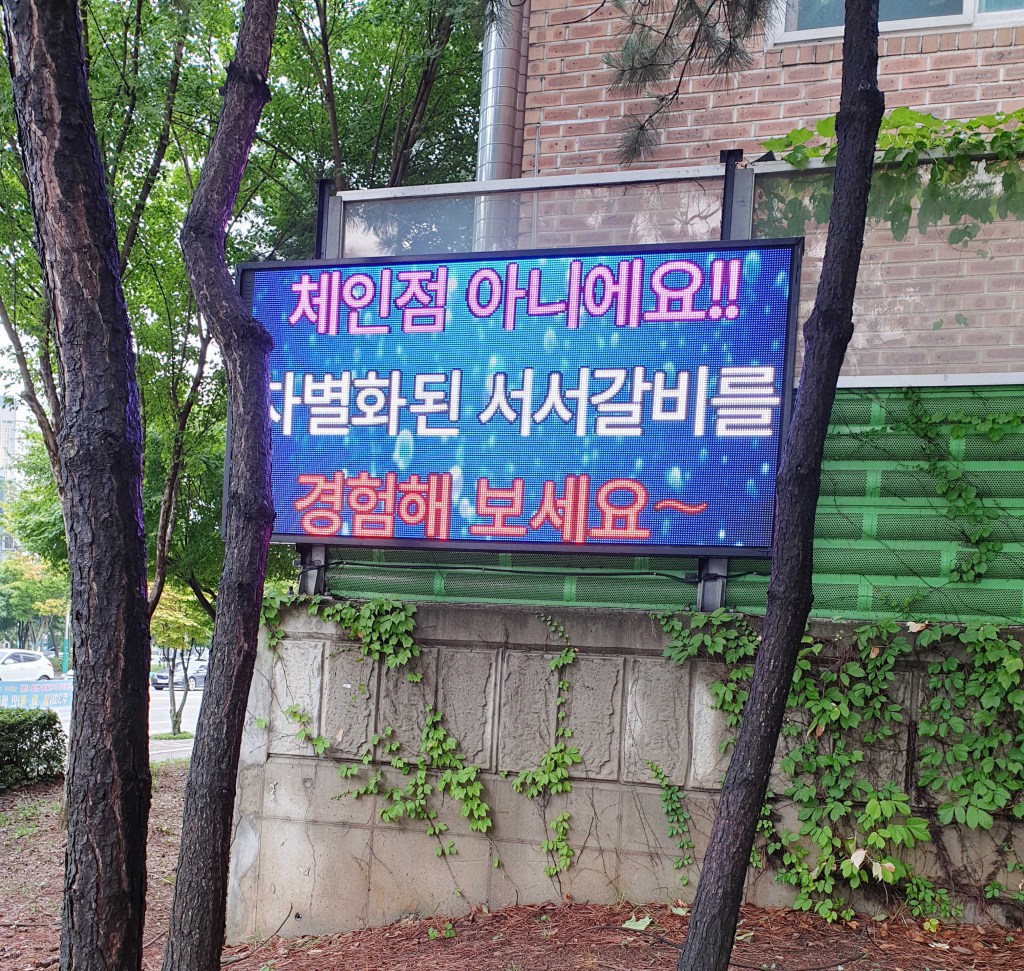 체인점 아니에요!!
차별화된 서서갈비를
경험해 보세요~